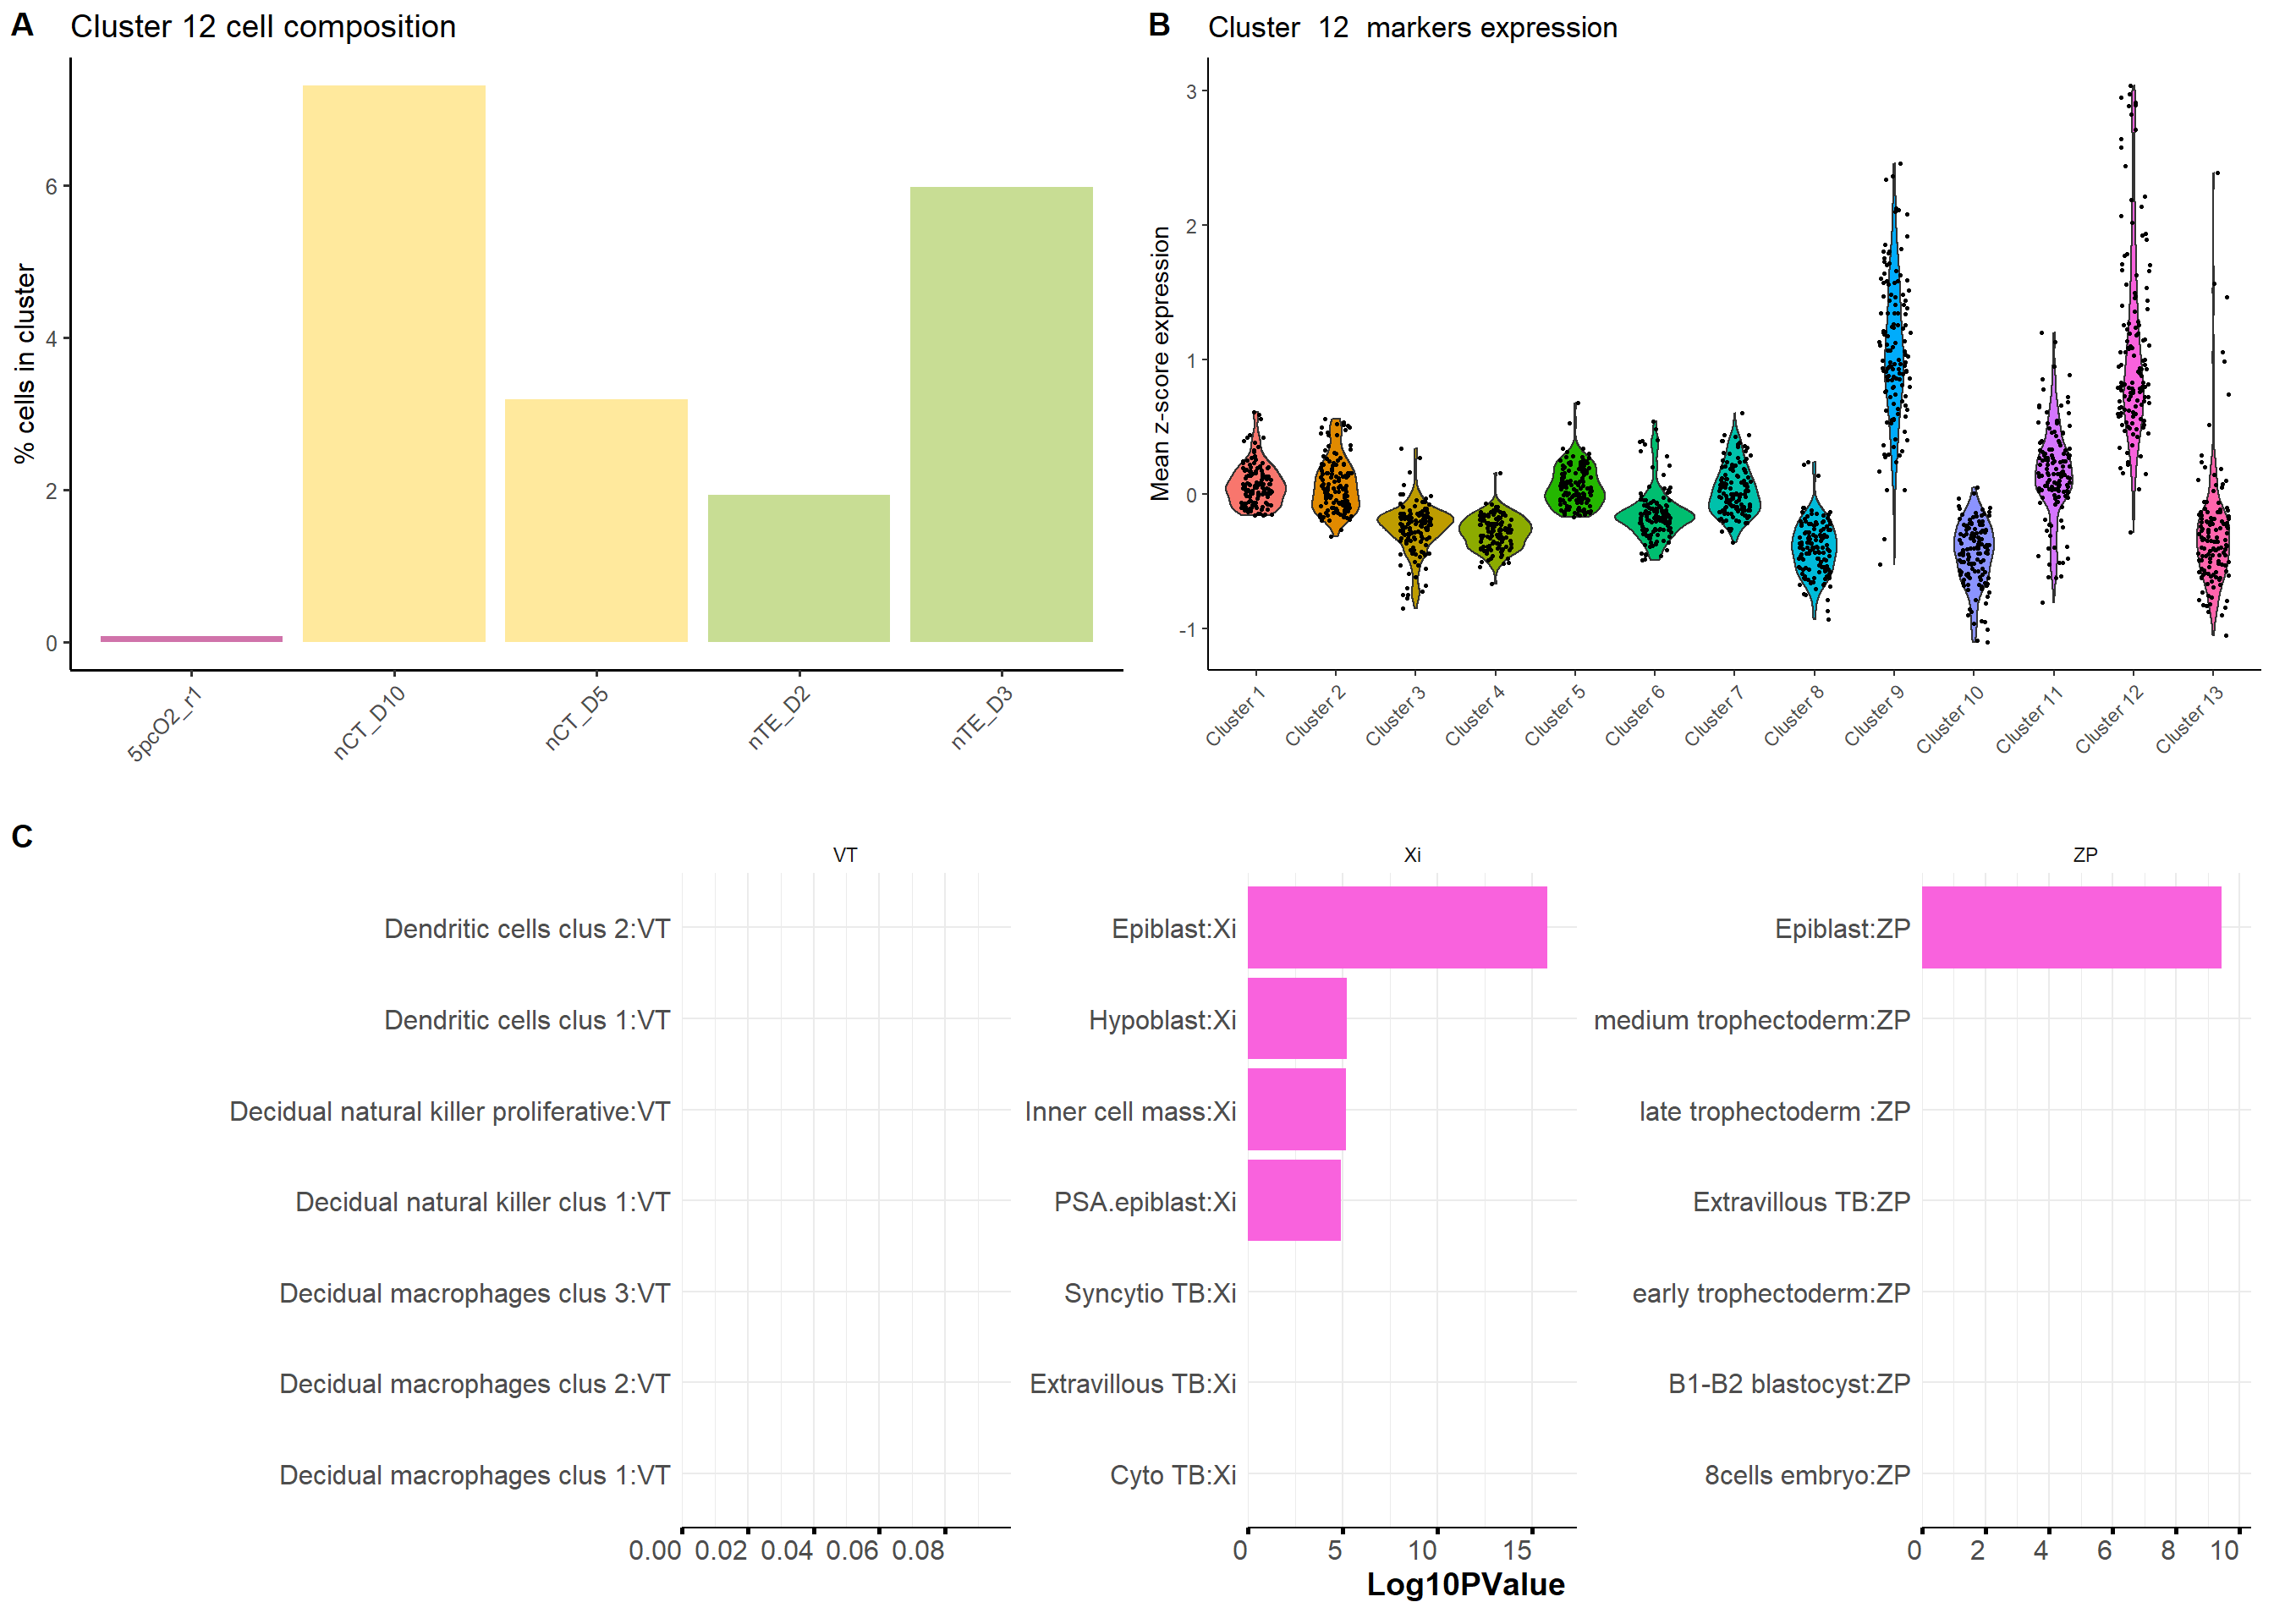 A Cluster 12 cell composition
% cells in cluster
6
4
2
0
5pcO2_r1 nCT_D10 nCT_D5 nTE_D2 nTE_D3
B Cluster 12 markers expression
Mean z-score expression
3
2
1
0
-1
Cluster 1 Cluster 2 Cluster 3 Cluster 4 Cluster 5 Cluster 6 Cluster 7 Cluster 8 Cluster 9 Cluster 10 Cluster 11 Cluster 12 Cluster 13
C
VT
Dendritic cells clus 2:VT
Dendritic cells clus 1:VT
Decidual natural killer proliferative:VT
Decidual natural killer clus 1:VT
Decidual macrophages clus 3:VT
Decidual macrophages clus 2:VT
Decidual macrophages clus 1:VT
0.00 0.02 0.04 0.06 0.08
Xi
Epiblast:Xi
Hypoblast:Xi
Inner cell mass:Xi
PSA.epiblast:Xi
Syncytio TB:Xi
Extravillous TB:Xi
Cyto TB:Xi
0 5 10 15
ZP
Epiblast:ZP
medium trophectoderm:ZP
late trophectoderm :ZP
Extravillous TB:ZP
early trophectoderm:ZP
B1-B2 blastocyst:ZP
8cells embryo:ZP
0 2 4 6 8 10
Log10PValue